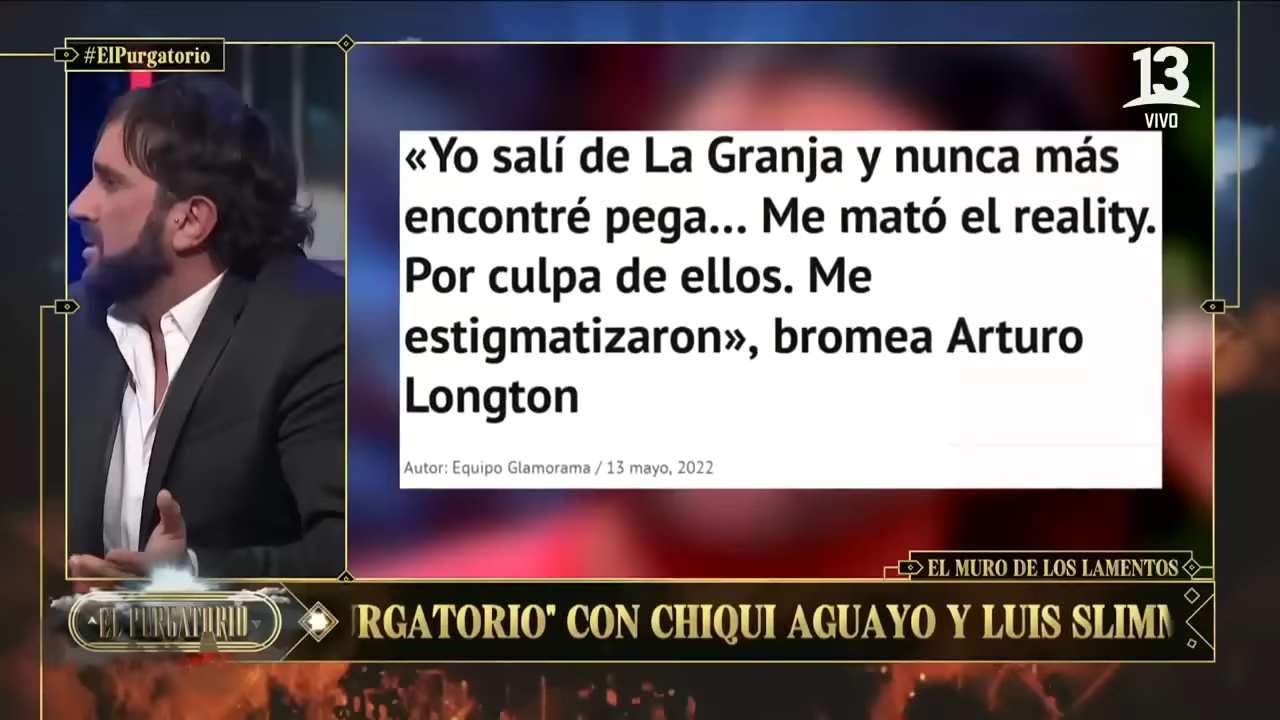 #ElPurgatorio
13
VIVO
«Yo salí de La Granja y nunca más
encontré pega... Me mató el reality.
Por culpa de ellos. Me
estigmatizaron», bromea Arturo
Longton
Autor: Equipo Glamorama / 13 mayo, 2022
EL MURO DE LOS LAMENTOS
EL PURGATORIO
RGATORIO" CON CHIQUI AGUAYO Y LUIS SLIM